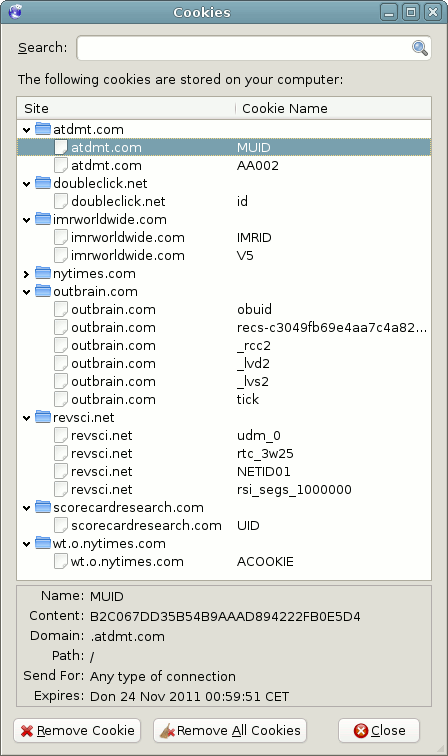 Cookies
Search:
The following cookies are stored on your computer:
Site Cookie Name
atdmt.com
atdmt.com MUID
atdmt.com AA002
doubleclick.net
doubleclick.net id
imrworldwide.com
imrworldwide.com IMRID
imrworldwide.com V5
nytimes.com
outbrain.com
outbrain.com obuid
outbrain.com recs-c3049fb69e4aa7c4a82...
outbrain.com _rcc2
outbrain.com _lvd2
outbrain.com _lvs2
outbrain.com tick
revsci.net
revsci.net udm_0
revsci.net rtc_3w25
revsci.net NETID01
revsci.net rsi_segs_1000000
scorecardresearch.com
scorecardresearch.com UID
wt.o.nytimes.com
wt.o.nytimes.com ACOOKIE
Name: MUID
Content: B2C067DD35B54B9AAAD894222FB0E5D4
Domain: .atdmt.com
Path: /
Send For: Any type of connection
Expires: Don 24 Nov 2011 00:59:51 CET
Remove Cookie Remove All Cookies Close